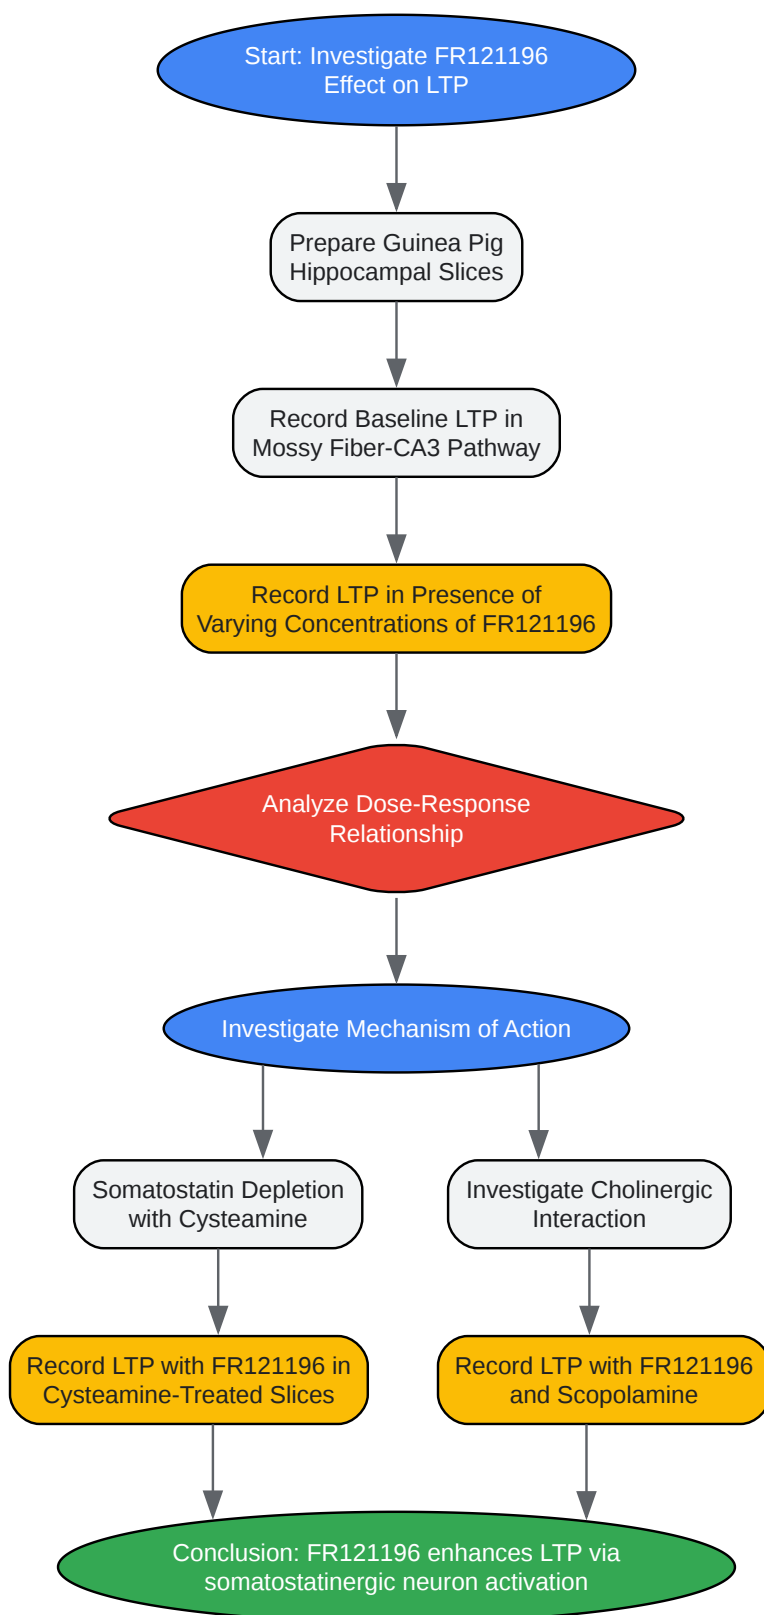 Start: Investigate FR121196
Effect on LTP
Prepare Guinea Pig
Hippocampal Slices
Record Baseline LTP in
Mossy Fiber-CA3 Pathway
Record LTP in Presence of
Varying Concentrations of FR121196
Analyze Dose-Response
Relationship
Investigate Mechanism of Action
Somatostatin Depletion
with Cysteamine
Investigate Cholinergic
Interaction
Record LTP with FR121196 in
Cysteamine-Treated Slices
Record LTP with FR121196
and Scopolamine
Conclusion: FR121196 enhances LTP via
somatostatinergic neuron activation